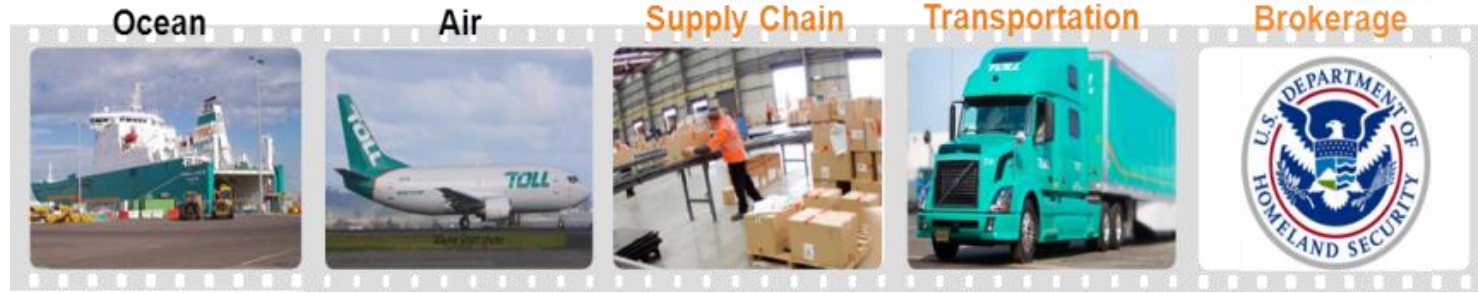 Ocean
Air
Supply Chain
Transportation
Brokerage
TOLL
TOLL
TOLL
U.S. DEPARTMENT OF
HOMELAND SECURITY